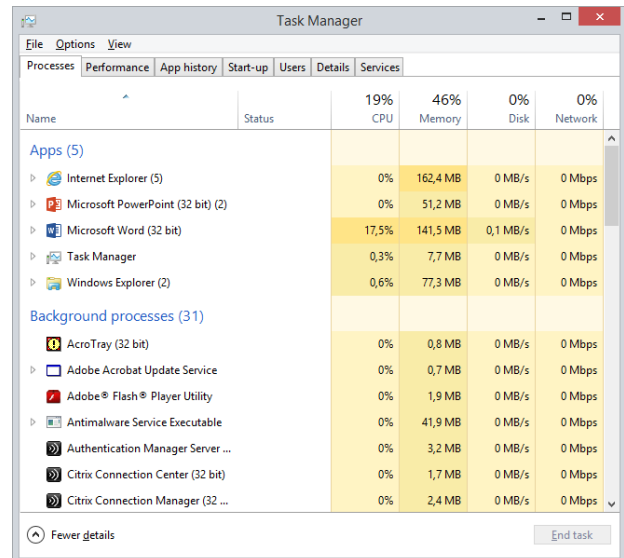 Task Manager
File Options View
Processes Performance App history Start-up Users Details Services
19% 46% 0% 0%
Name Status CPU Memory Disk Network
Apps (5)
Internet Explorer (5) 0% 162,4 MB 0 MB/s 0 Mbps
Microsoft PowerPoint (32 bit) (2) 0% 51,2 MB 0 MB/s 0 Mbps
Microsoft Word (32 bit) 17,5% 141,5 MB 0,1 MB/s 0 Mbps
Task Manager 0,3% 7,7 MB 0 MB/s 0 Mbps
Windows Explorer (2) 0,6% 77,3 MB 0 MB/s 0 Mbps
Background processes (31)
AcroTray (32 bit) 0% 0,8 MB 0 MB/s 0 Mbps
Adobe Acrobat Update Service 0% 0,7 MB 0 MB/s 0 Mbps
Adobe® Flash® Player Utility 0% 1,9 MB 0 MB/s 0 Mbps
Antimalware Service Executable 0% 41,9 MB 0 MB/s 0 Mbps
Authentication Manager Server ... 0% 3,2 MB 0 MB/s 0 Mbps
Citrix Connection Center (32 bit) 0% 1,7 MB 0 MB/s 0 Mbps
Citrix Connection Manager (32 ... 0% 2,4 MB 0 MB/s 0 Mbps
Fewer details End task